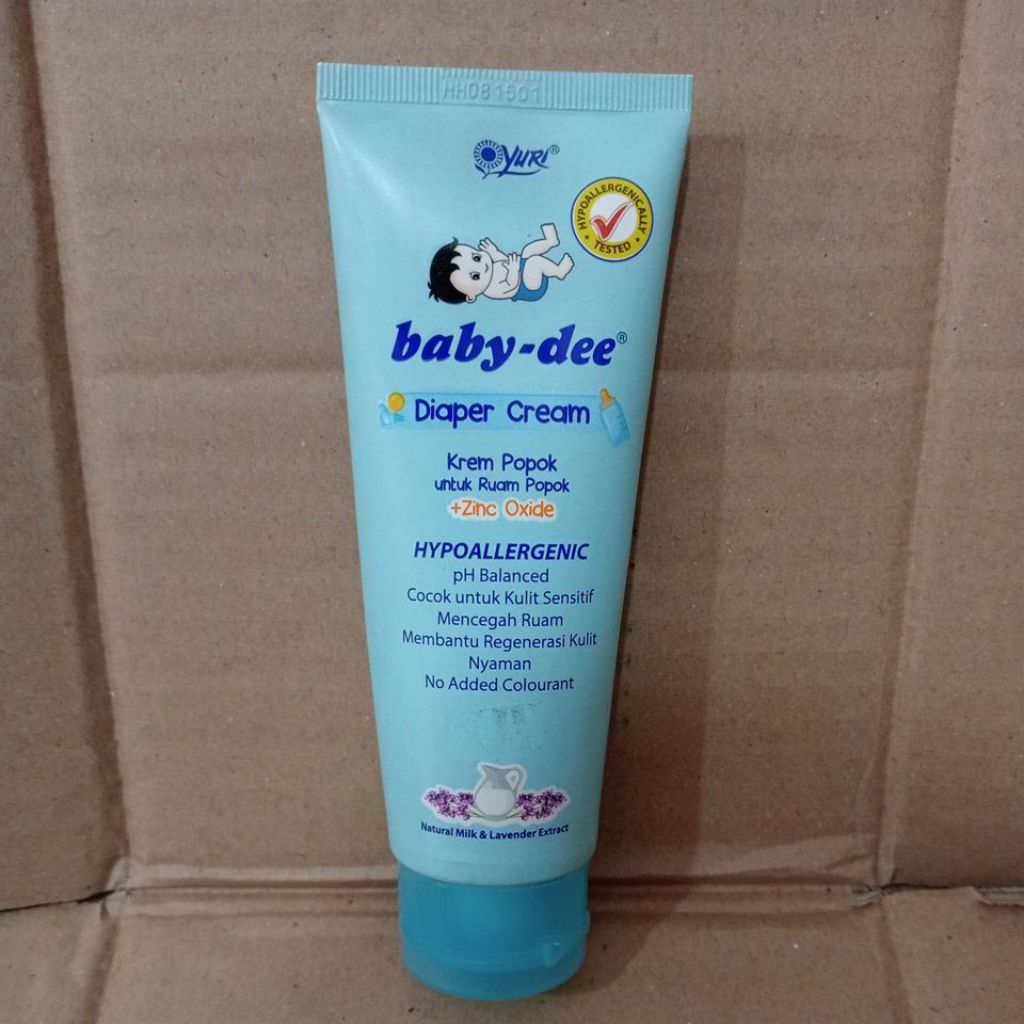 HH081501
YURI®
HYPOALLERGENICALLY
TESTED
baby-dee®
Diaper Cream
Krem Popok
untuk Ruam Popok
+Zinc Oxide
HYPOALLERGENIC
pH Balanced
Cocok untuk Kulit Sensitif
Mencegah Ruam
Membantu Regenerasi Kulit
Nyaman
No Added Colourant
Natural Milk & Lavender Extract